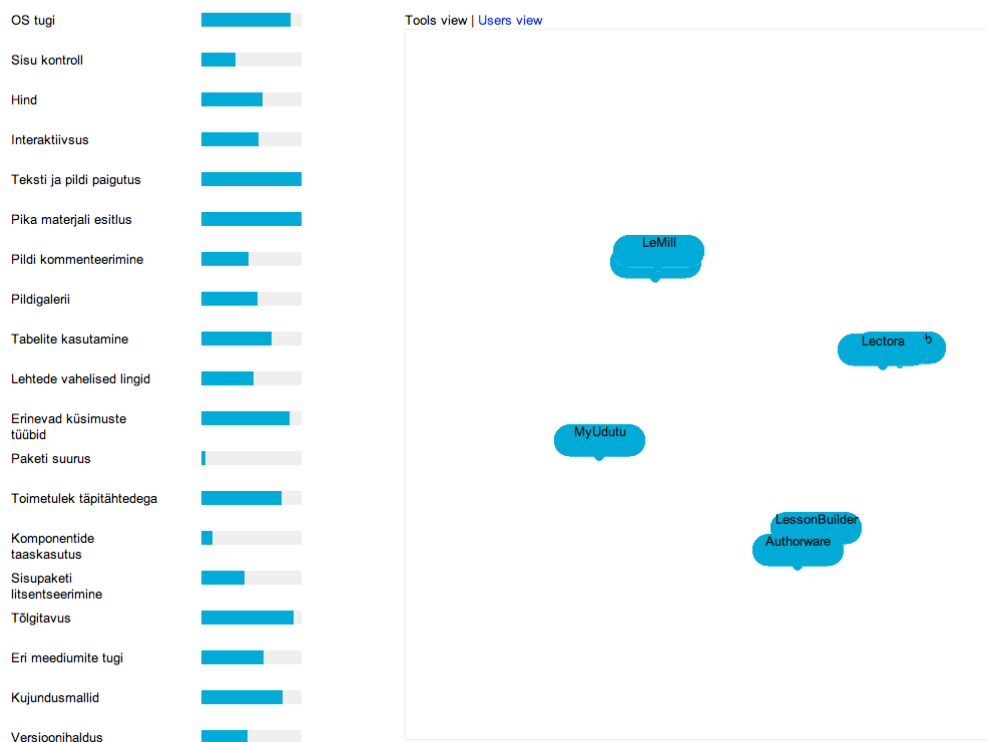 OS tugi
Sisu kontroll
Hind
Interaktiivsus
Teksti ja pildi paigutus
Pika materjali esitlus
Pildi kommenteerimine
Pildigalerii
Tabelite kasutamine
Lehtede vahelised lingid
Erinevad küsimuste
tüübid
Paketi suurus
Toimetulek täpitähtedega
Komponentide
taaskasutus
Sisupaketi
litsentseerimine
Tõlgitavus
Eri meediumite tugi
Kujundusmallid
Versioonihaldus
Tools view | Users view
LeMill
Lectora
MyUdutu
LessonBuilder
Authorware